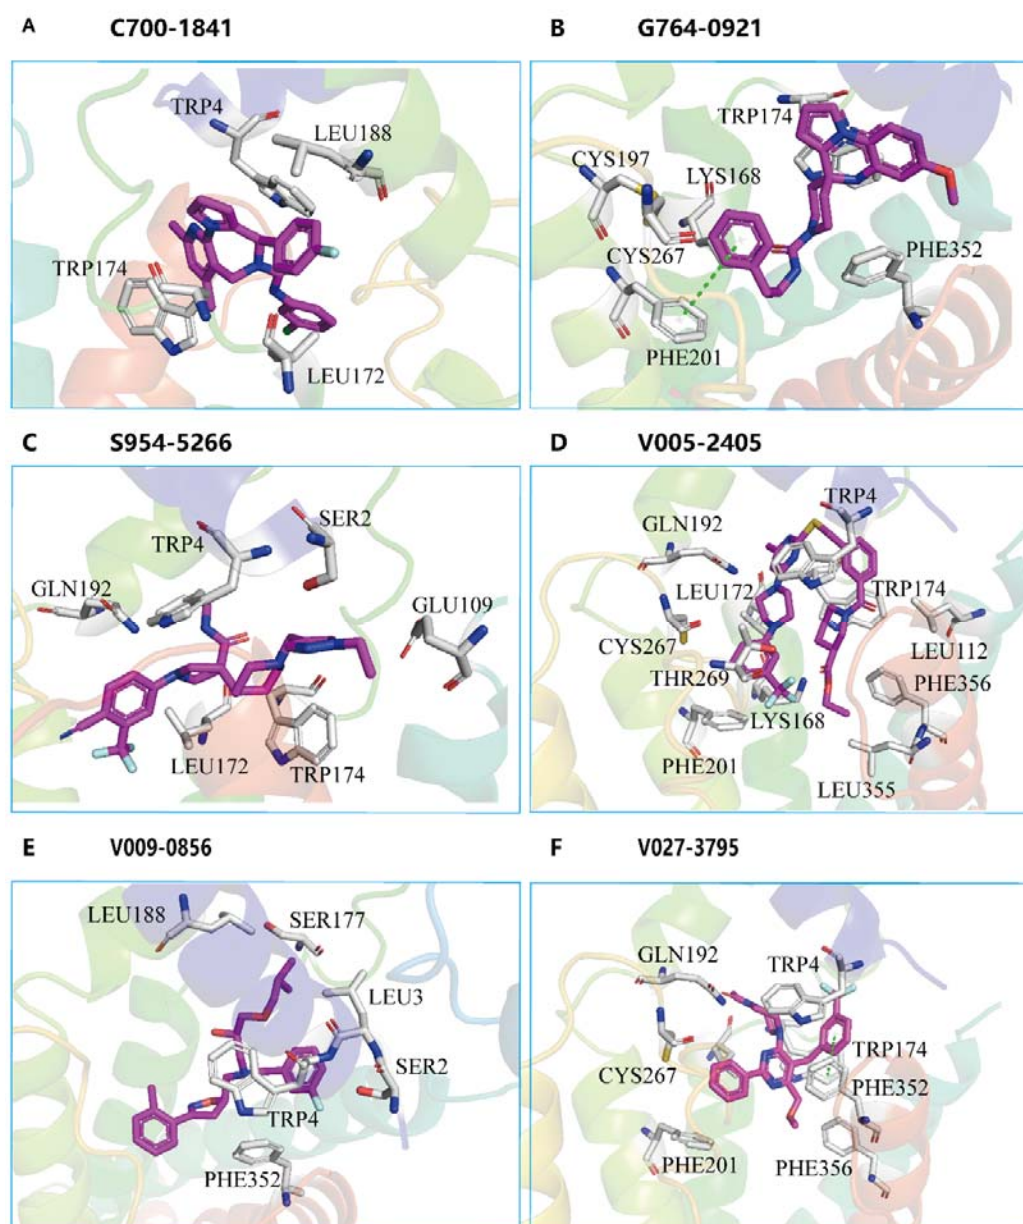 A C700-1841
TRP4
LEU188
TRP174
LEU172
B G764-0921
TRP174
CYS197
LYS168
CYS267
PHE352
PHE201
C S954-5266
SER2
TRP4
GLN192
GLU109
LEU172
TRP174
D V005-2405
TRP4
GLN192
LEU172
TRP174
CYS267
LEU112
THR269
PHE356
LYS168
PHE201
LEU355
E V009-0856
LEU188
SER177
LEU3
SER2
TRP4
PHE352
F V027-3795
GLN192
TRP4
TRP174
CYS267
PHE352
PHE201
PHE356